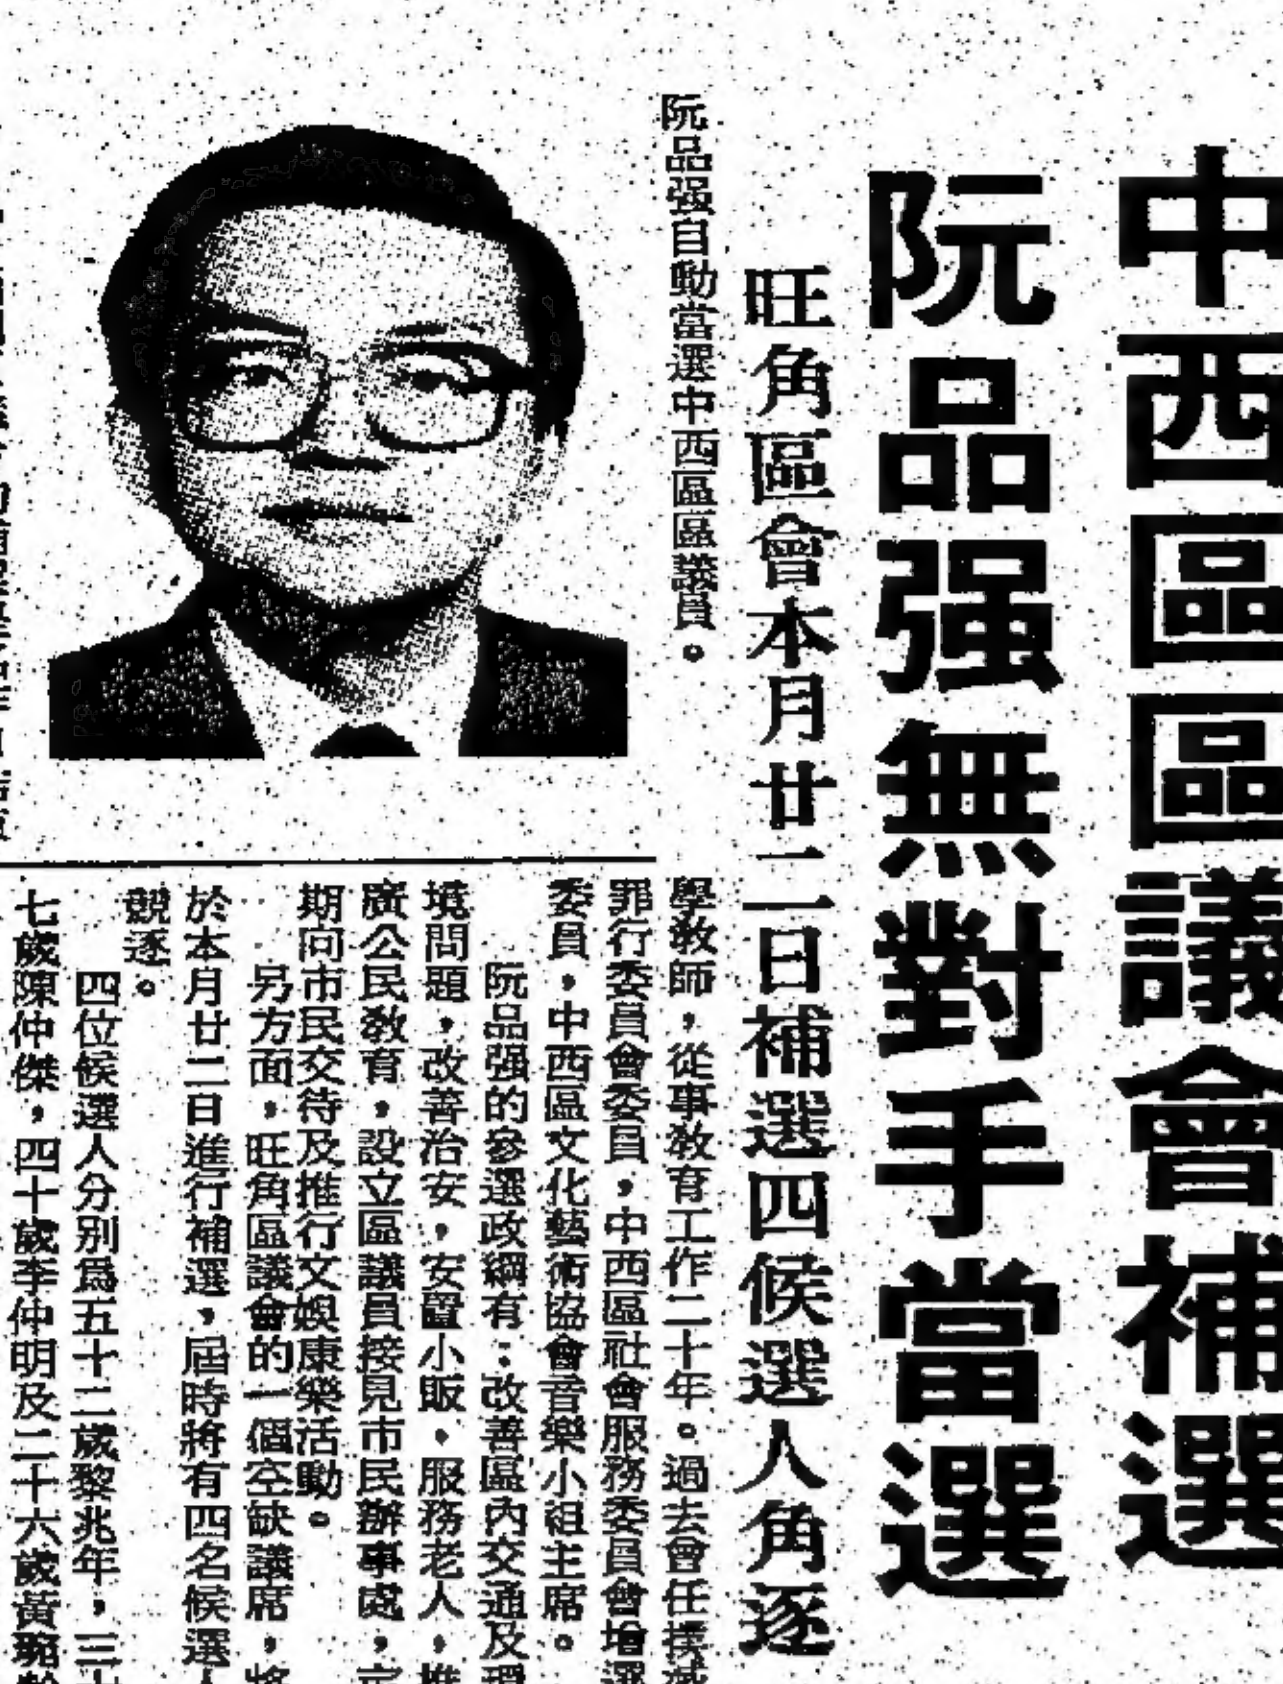 中西區區議會補選
阮品强無對手當選
旺角區會本月廿二日補選四候選人角逐
阮品强自動當選中西區區議員。
學教師，從事教育工作二十年。過去曾任撲滅
罪行委員會委員，中西區社會服務委員會增選
委員，中西區文化藝術協會音樂小組主席。
阮品强的參選政綱有：改善區內交通及環
境問題，改善治安，安置小販，服務老人，推
廣公民教育，設立區議員接見市民辦事處，定
期向市民交待及推行文娛康樂活動。
另方面，旺角區議會的一個空缺議席，將
於本月廿二日進行補選，屆時將有四名候選人
競逐。
四位候選人分別爲五十二歲黎兆年，三十
七歲陳仲傑，四十歲李仲明及二十六歲黃